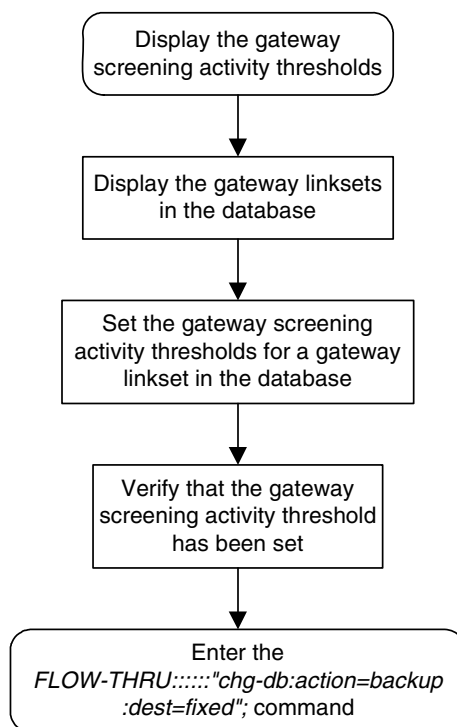 Display the gateway
screening activity thresholds
Display the gateway linksets
in the database
Set the gateway screening
activity thresholds for a gateway
linkset in the database
Verify that the gateway
screening activity threshold
has been set
Enter the
FLOW-THRU::::::"chg-db:action=backup
:dest=fixed"; command